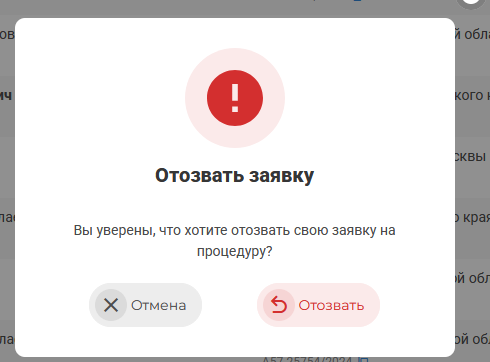 Отозвать заявку
Вы уверены, что хотите отозвать свою заявку на
процедуру?
Отмена
Отозвать